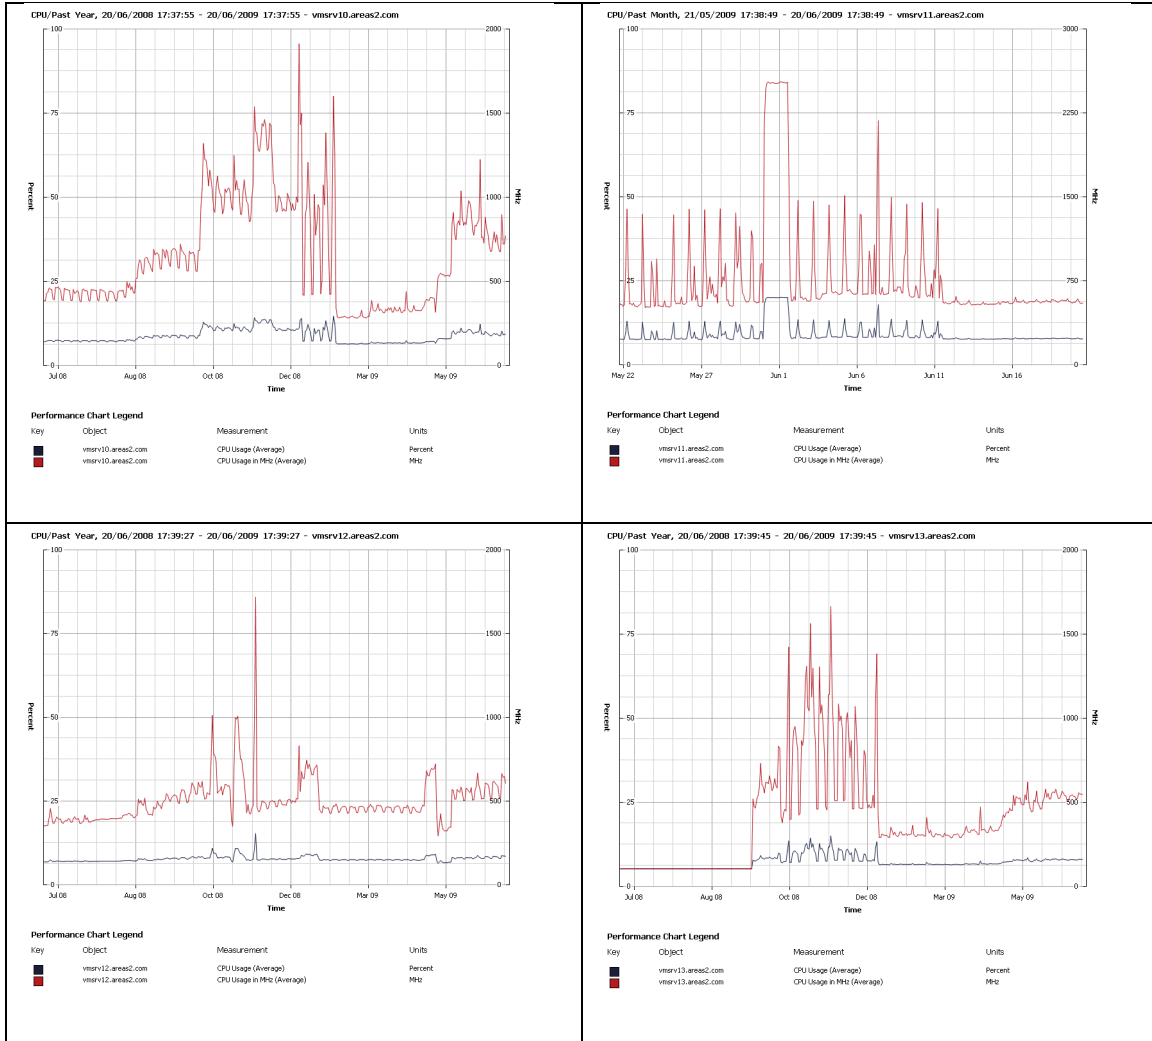 CPU/Past Year, 20/06/2008 17:37:55 - 20/06/2009 17:37:55 - vmsrv10.areas2.com
100
75
50
25
0
Percent
2000
1500
1000
500
0
MHz
Jul 08 Aug 08 Oct 08 Dec 08 Mar 09 May 09
Time
Performance Chart Legend
Key Object Measurement Units
vmsrv10.areas2.com CPU Usage (Average) Percent
vmsrv10.areas2.com CPU Usage in MHz (Average) MHz
CPU/Past Month, 21/05/2009 17:38:49 - 20/06/2009 17:38:49 - vmsrv11.areas2.com
100
75
50
25
0
Percent
3000
2250
1500
750
0
MHz
May 22 May 27 Jun 1 Jun 6 Jun 11 Jun 16
Time
Performance Chart Legend
Key Object Measurement Units
vmsrv11.areas2.com CPU Usage (Average) Percent
vmsrv11.areas2.com CPU Usage in MHz (Average) MHz
CPU/Past Year, 20/06/2008 17:39:27 - 20/06/2009 17:39:27 - vmsrv12.areas2.com
100
75
50
25
0
Percent
2000
1500
1000
500
0
MHz
Jul 08 Aug 08 Oct 08 Dec 08 Mar 09 May 09
Time
Performance Chart Legend
Key Object Measurement Units
vmsrv12.areas2.com CPU Usage (Average) Percent
vmsrv12.areas2.com CPU Usage in MHz (Average) MHz
CPU/Past Year, 20/06/2008 17:39:45 - 20/06/2009 17:39:45 - vmsrv13.areas2.com
100
75
50
25
0
Percent
2000
1500
1000
500
0
MHz
Jul 08 Aug 08 Oct 08 Dec 08 Mar 09 May 09
Time
Performance Chart Legend
Key Object Measurement Units
vmsrv13.areas2.com CPU Usage (Average) Percent
vmsrv13.areas2.com CPU Usage in MHz (Average) MHz